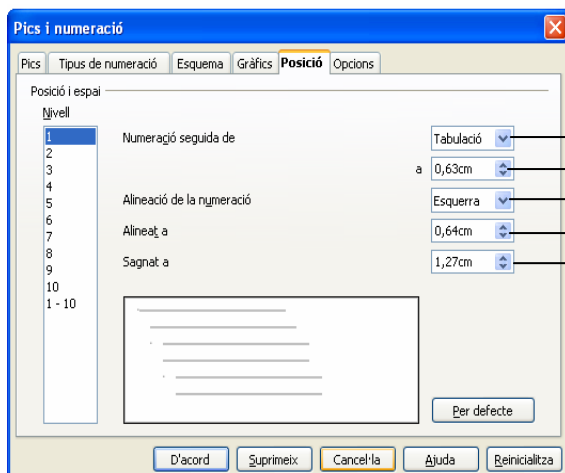 Pics i numeració
Pics Tipus de numeració Esquema Gràfics Posició Opcions
Posició i espai
Nivell
1
2
3
4
5
6
7
8
9
10
1 - 10
Numeració seguida de Tabulació
a 0,63cm
Alineació de la numeració Esquerra
Alineat a 0,64cm
Sagnat a 1,27cm
Per defecte
D'acord Suprimeix Cancel·la Ajuda Reinicialitza